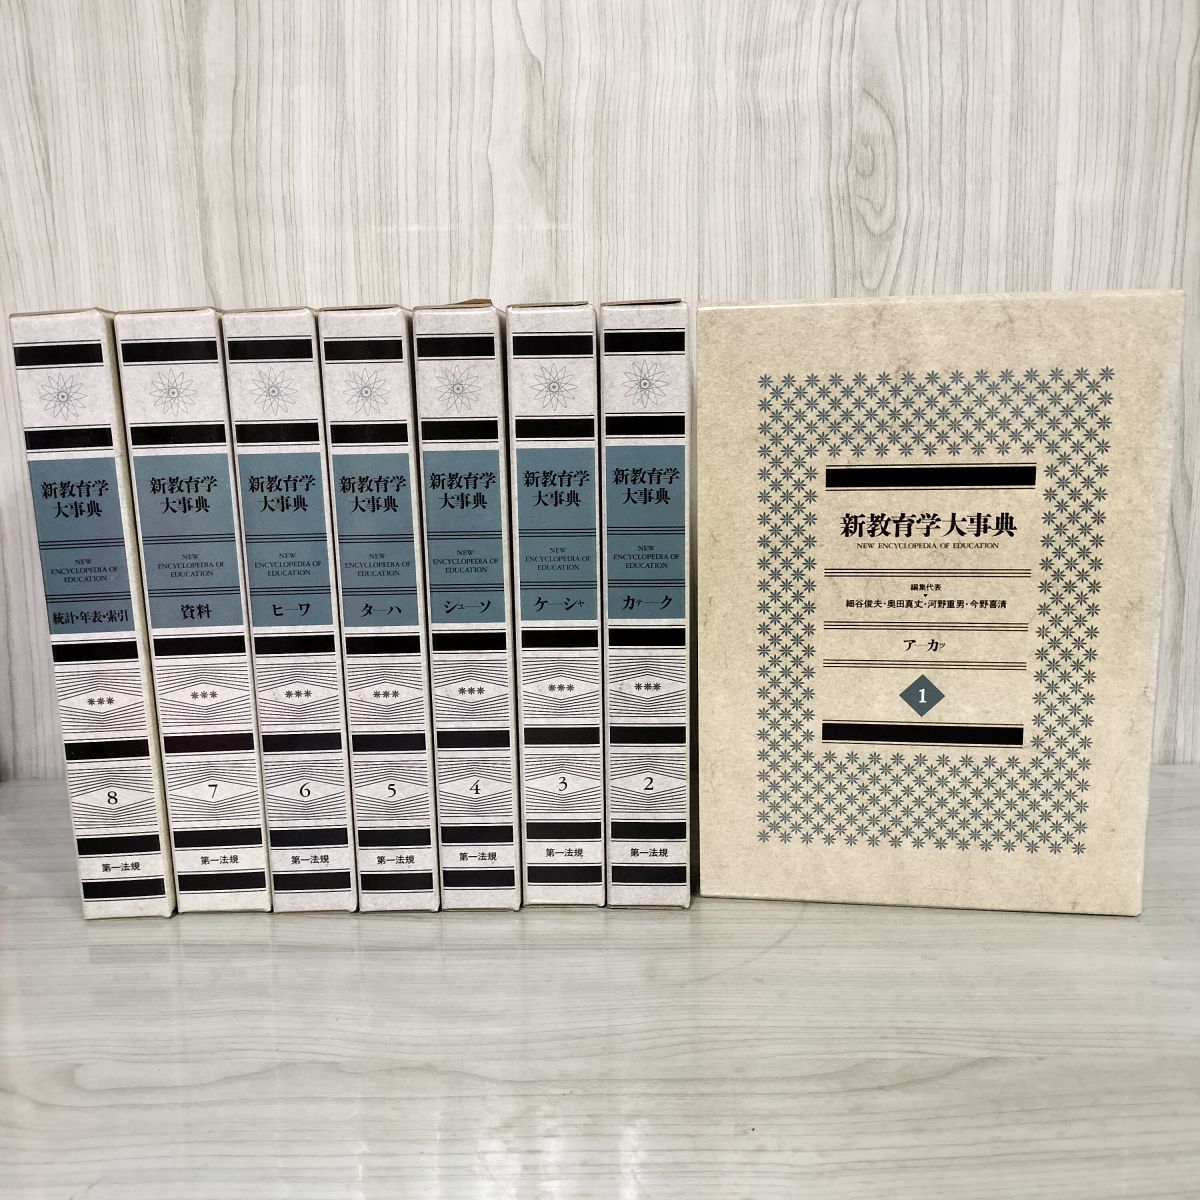 新教育学
大事典
NEW
ENCYCLOPEDIA OF
EDUCATION
統計・年表・索引
8
第一法規
新教育学
大事典
NEW
ENCYCLOPEDIA OF
EDUCATION
資料
7
第一法規
新教育学
大事典
NEW
ENCYCLOPEDIA OF
EDUCATION
ヒーワ
6
第一法規
新教育学
大事典
NEW
ENCYCLOPEDIA OF
EDUCATION
ターハ
5
第一法規
新教育学
大事典
NEW
ENCYCLOPEDIA OF
EDUCATION
シューソ
4
第一法規
新教育学
大事典
NEW
ENCYCLOPEDIA OF
EDUCATION
ケーシャ
3
第一法規
新教育学
大事典
NEW
ENCYCLOPEDIA OF
EDUCATION
カテーク
2
第一法規
新教育学大事典
NEW ENCYCLOPEDIA OF EDUCATION
編集代表
細谷俊夫・奥田真丈・河野重男・今野喜清
アーカツ
1